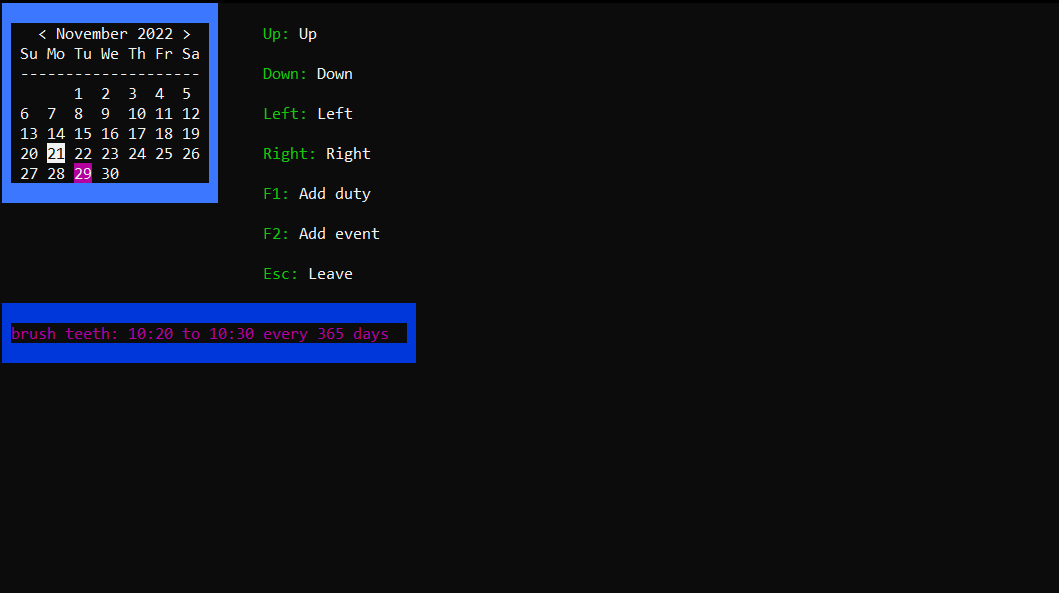 < November 2022 >
Su Mo Tu We Th Fr Sa
--------------------
1 2 3 4 5
6 7 8 9 10 11 12
13 14 15 16 17 18 19
20 21 22 23 24 25 26
27 28 29 30
Up: Up
Down: Down
Left: Left
Right: Right
F1: Add duty
F2: Add event
Esc: Leave
brush teeth: 10:20 to 10:30 every 365 days